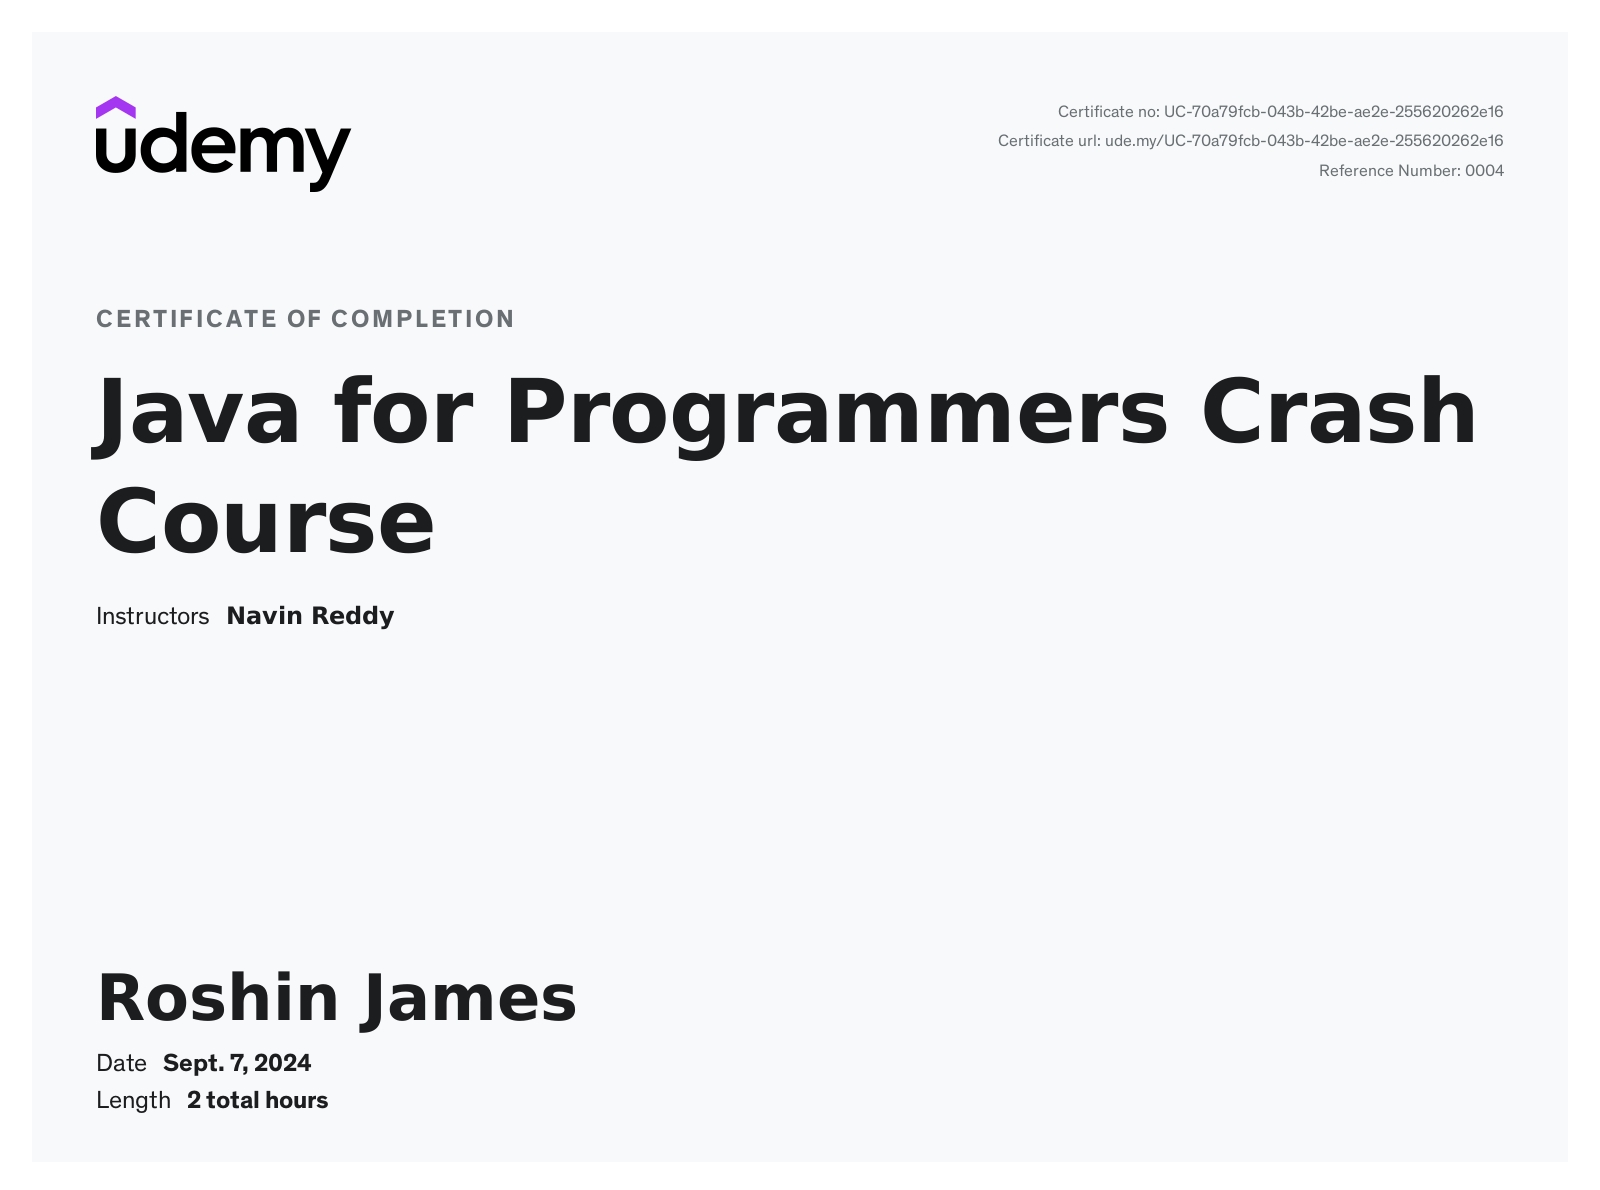 udemy
Certificate no: UC-70a79fcb-043b-42be-ae2e-255620262e16
Certificate url: ude.my/UC-70a79fcb-043b-42be-ae2e-255620262e16
Reference Number: 0004
CERTIFICATE OF COMPLETION
Java for Programmers Crash
Course
Instructors Navin Reddy
Roshin James
Date Sept. 7, 2024
Length 2 total hours